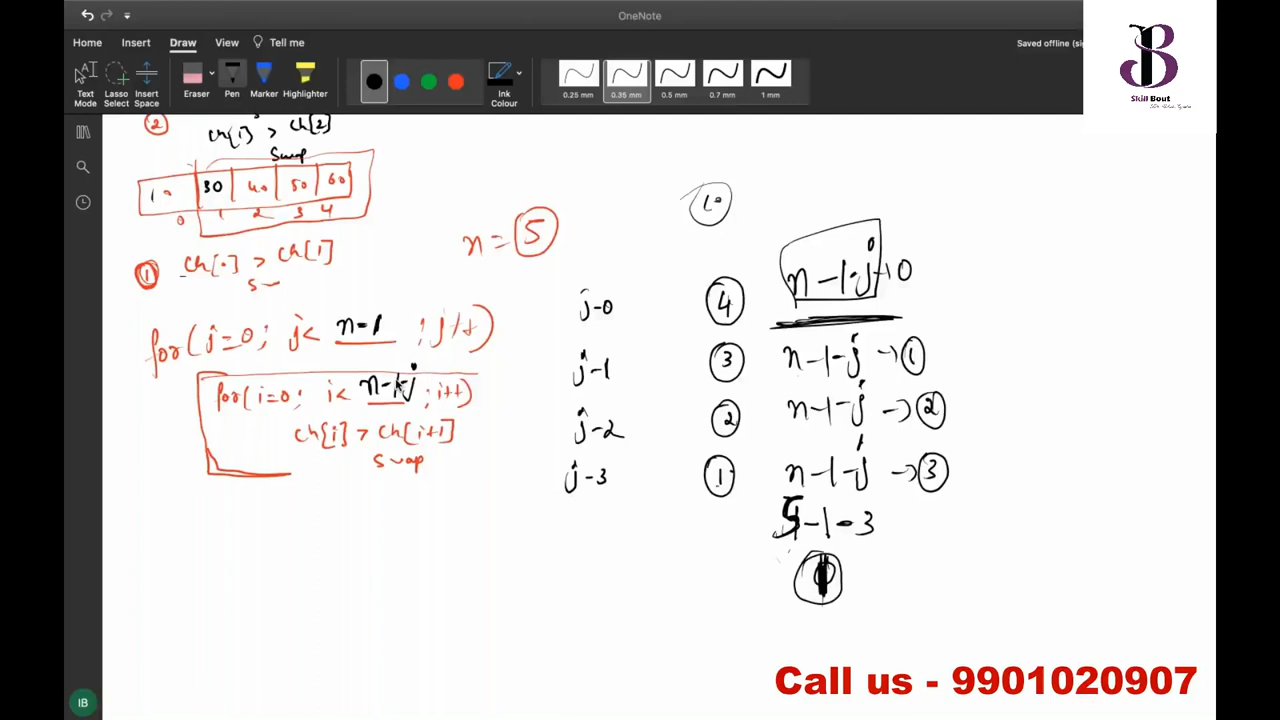 OneNote
Home Insert Draw View Tell me
Saved offline
Text Mode
Lasso Select
Insert Space
Eraser
Pen
Marker
Highlighter
Ink Colour
0.25 mm
0.35 mm
0.5 mm
0.7 mm
1 mm
B
Skill Bout
2
ch[1] > ch[2]
Swap
10 30 40 50 60
0 1 2 3 4
1
ch[0] > ch[1]
n = 5
for(j=0; j< n-1 ; j++)
for(i=0; i< n-1-j ; i++)
ch[i] > ch[i+1]
swap
10
n-1-j → 0
j-0 4
j-1 3 n-1-j → 1
j-2 2 n-1-j → 2
j-3 1 n-1-j → 3
5-1-3
IB
Call us - 9901020907